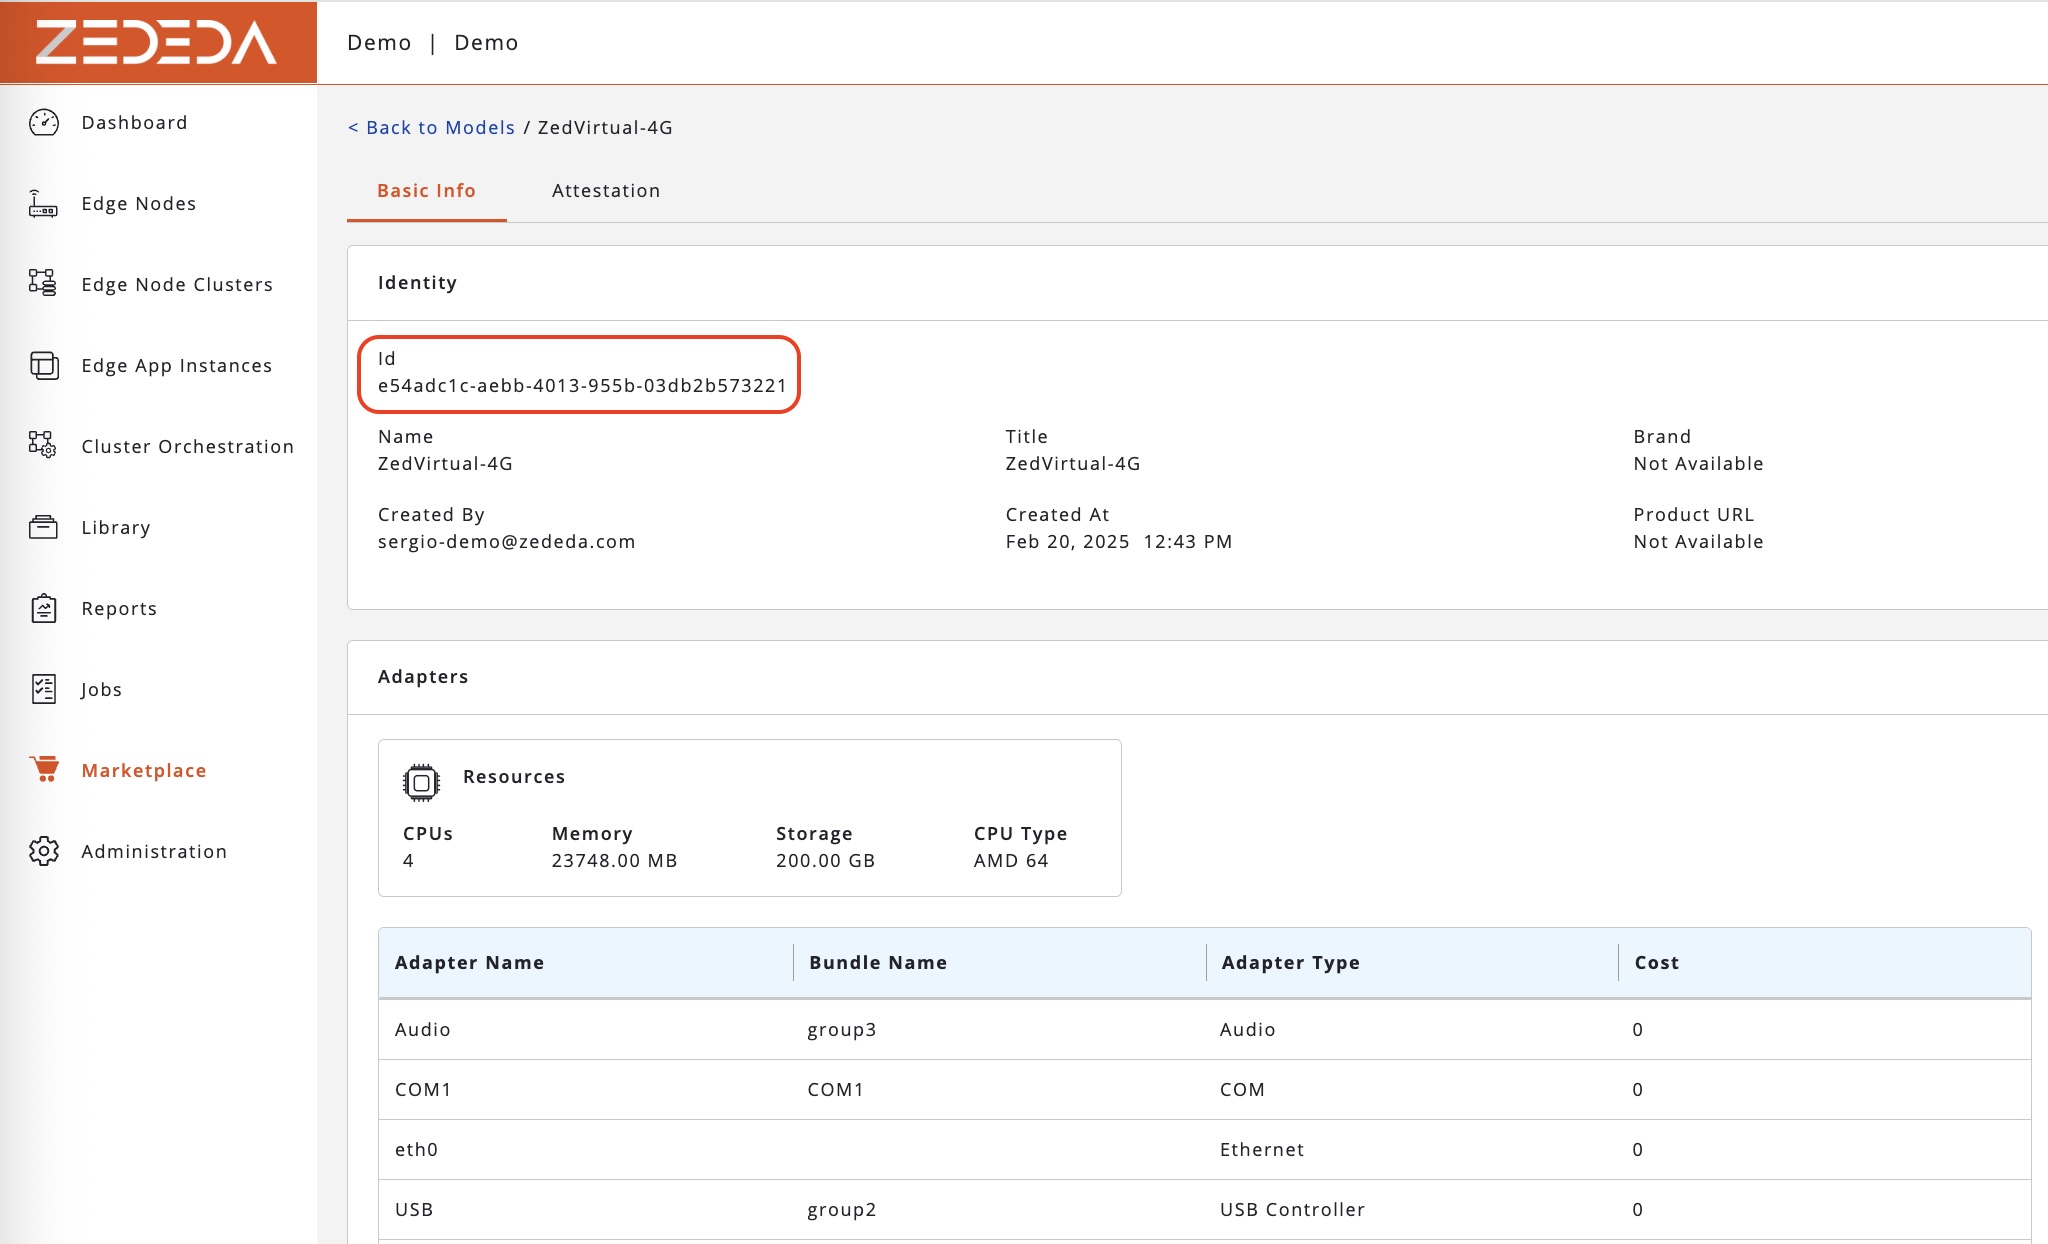 ZEDEDA
Demo | Demo
Dashboard
Edge Nodes
Edge Node Clusters
Edge App Instances
Cluster Orchestration
Library
Reports
Jobs
Marketplace
Administration
< Back to Models / ZedVirtual-4G
Basic Info Attestation
Identity
Id
e54adc1c-aebb-4013-955b-03db2b573221
Name Title Brand
ZedVirtual-4G ZedVirtual-4G Not Available
Created By Created At Product URL
sergio-demo@zededa.com Feb 20, 2025 12:43 PM Not Available
Adapters
Resources
CPUs Memory Storage CPU Type
4 23748.00 MB 200.00 GB AMD 64
Adapter Name Bundle Name Adapter Type Cost
Audio group3 Audio 0
COM1 COM1 COM 0
eth0 Ethernet 0
USB group2 USB Controller 0